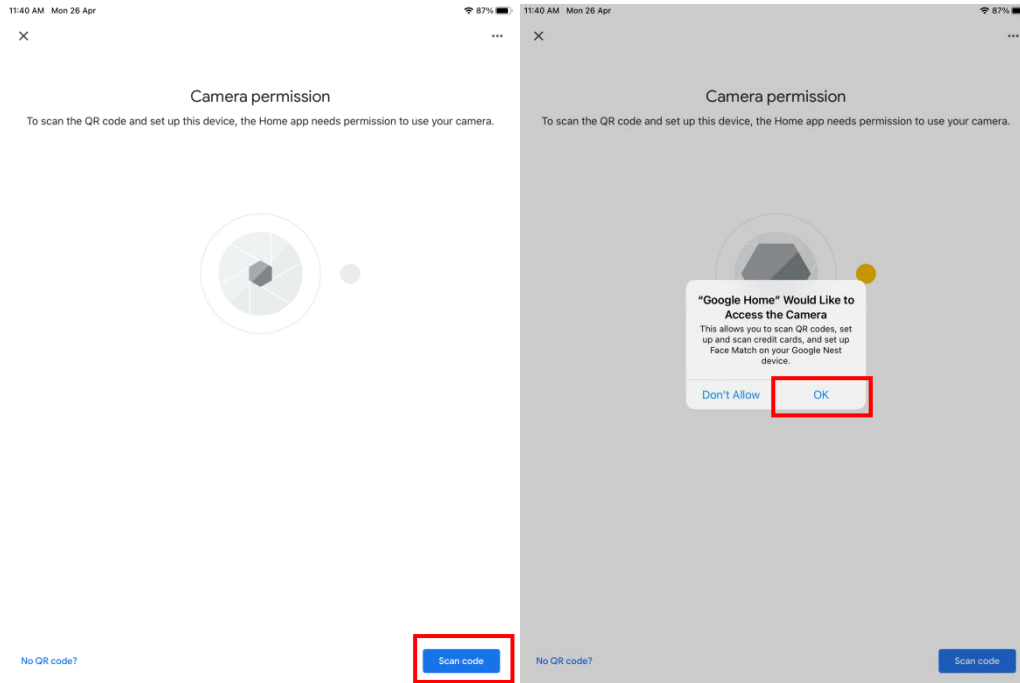 11:40 AM Mon 26 Apr
87%
Camera permission
To scan the QR code and set up this device, the Home app needs permission to use your camera.
No QR code?
Scan code
11:40 AM Mon 26 Apr
87%
Camera permission
To scan the QR code and set up this device, the Home app needs permission to use your camera.
“Google Home” Would Like to
Access the Camera
This allows you to scan QR codes, set
up and scan credit cards, and set up
Face Match on your Google Nest
device.
Don’t Allow
OK
No QR code?
Scan code